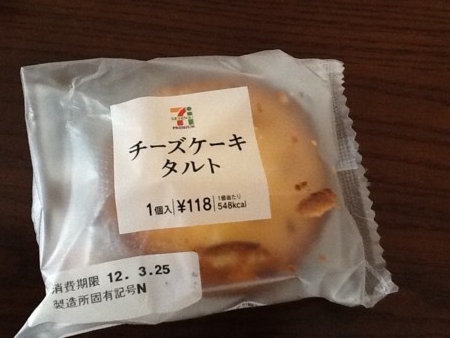 チーズケーキ
タルト
1個入 ¥118 1個当たり 548kcal
消費期限 12. 3.25
製造所固有記号N